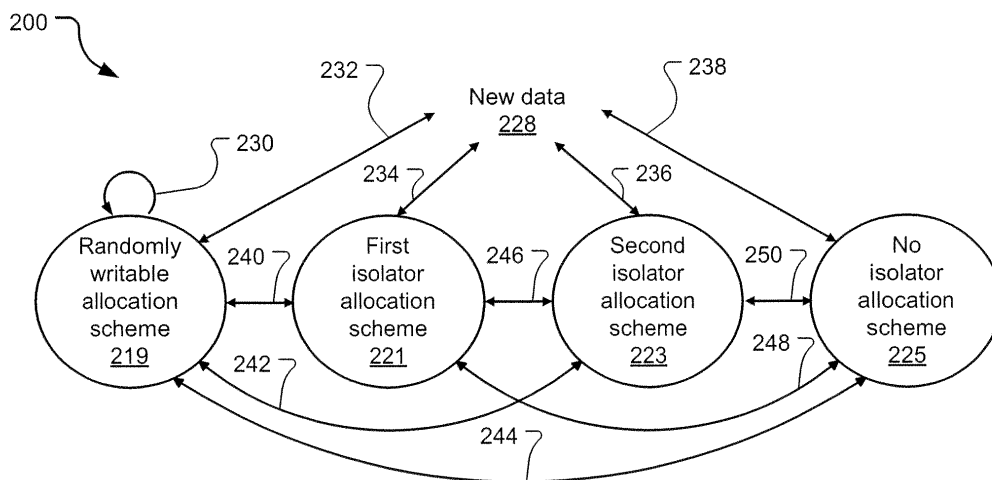 200
232
238
New data
228
230
234
236
Randomly
writable
allocation
scheme
219
240
First
isolator
allocation
scheme
221
246
Second
isolator
allocation
scheme
223
250
No
isolator
allocation
scheme
225
242
248
244